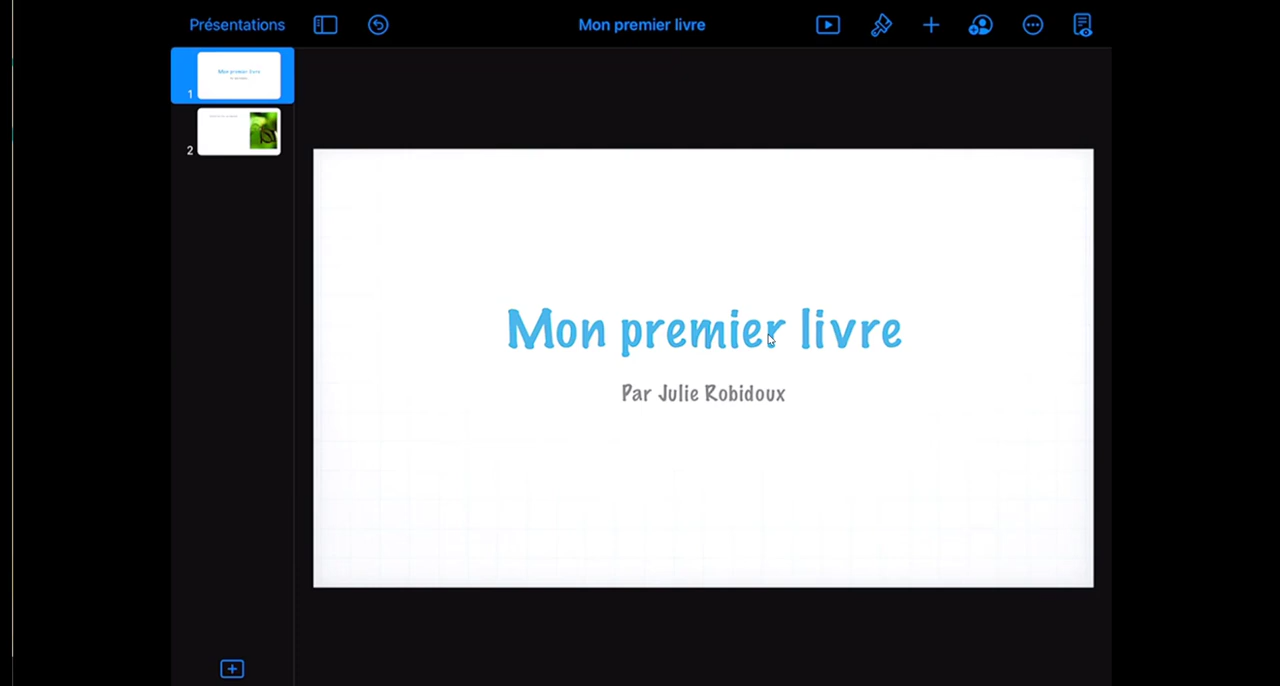 Présentations
Mon premier livre
1
2
Mon premier livre
Par Julie Robidoux